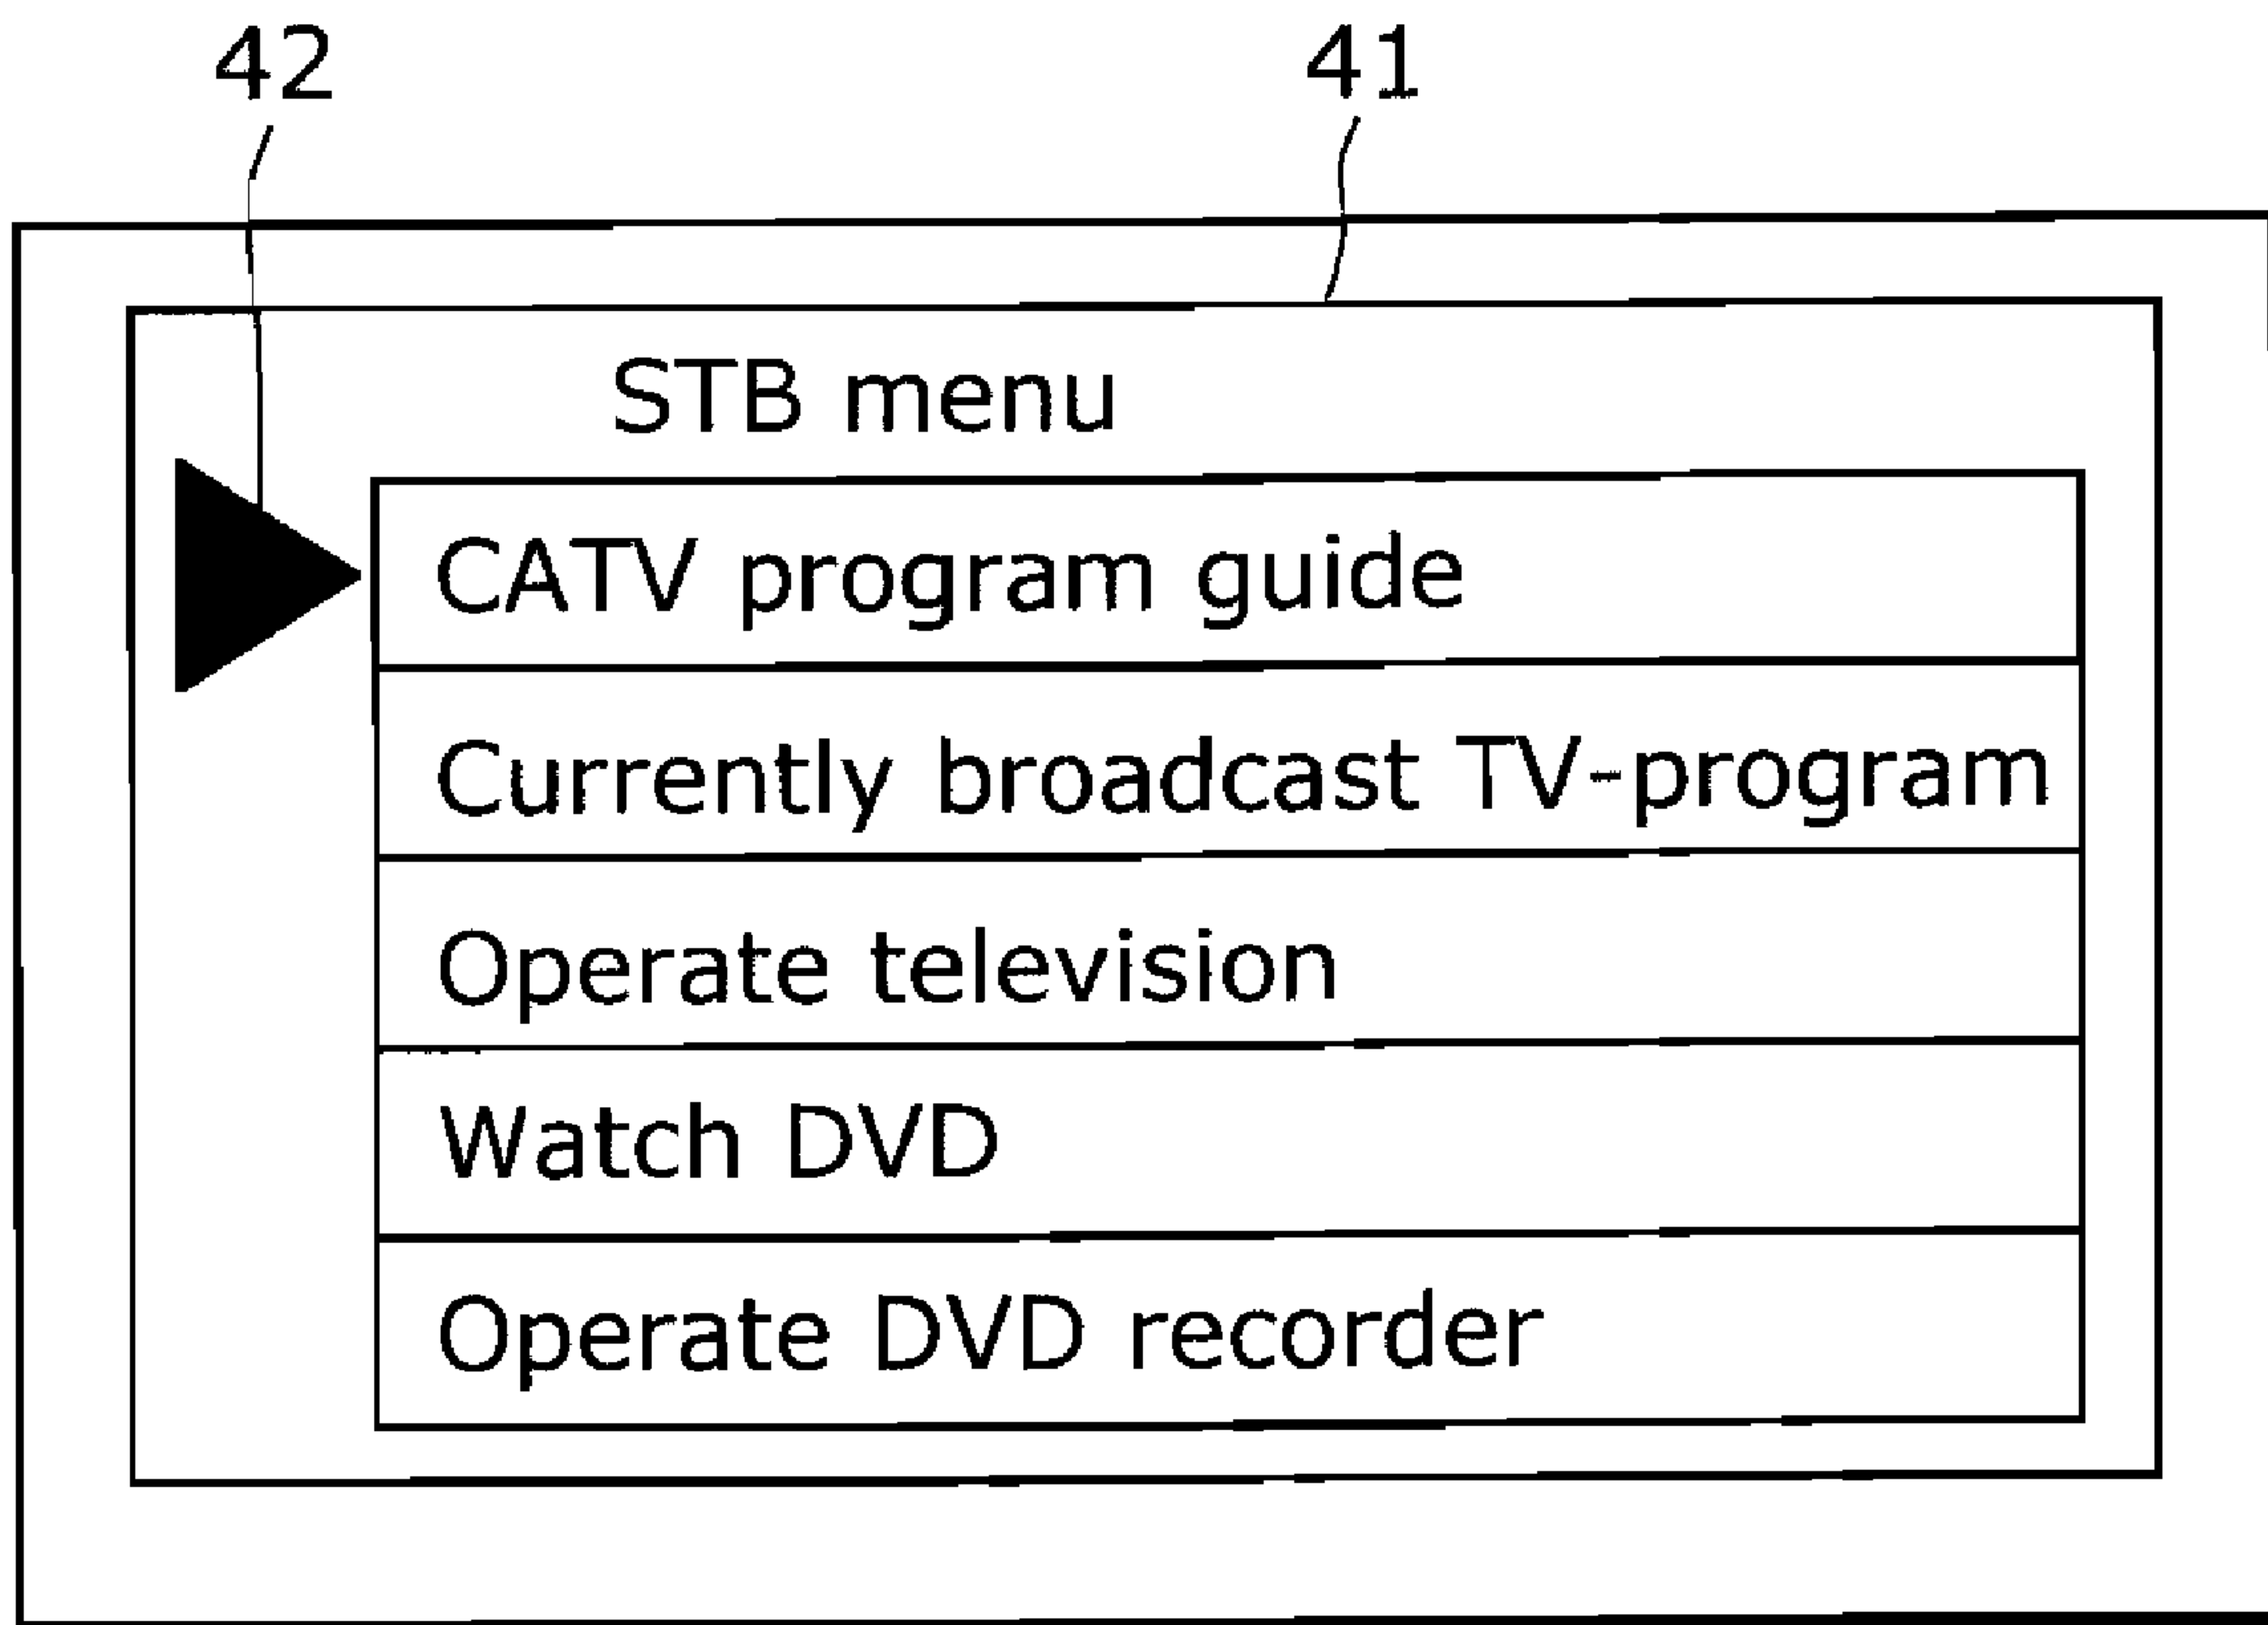 42 41
STB menu
CATV program guide
Currently broadcast TV-program
Operate television
Watch DVD
Operate DVD recorder